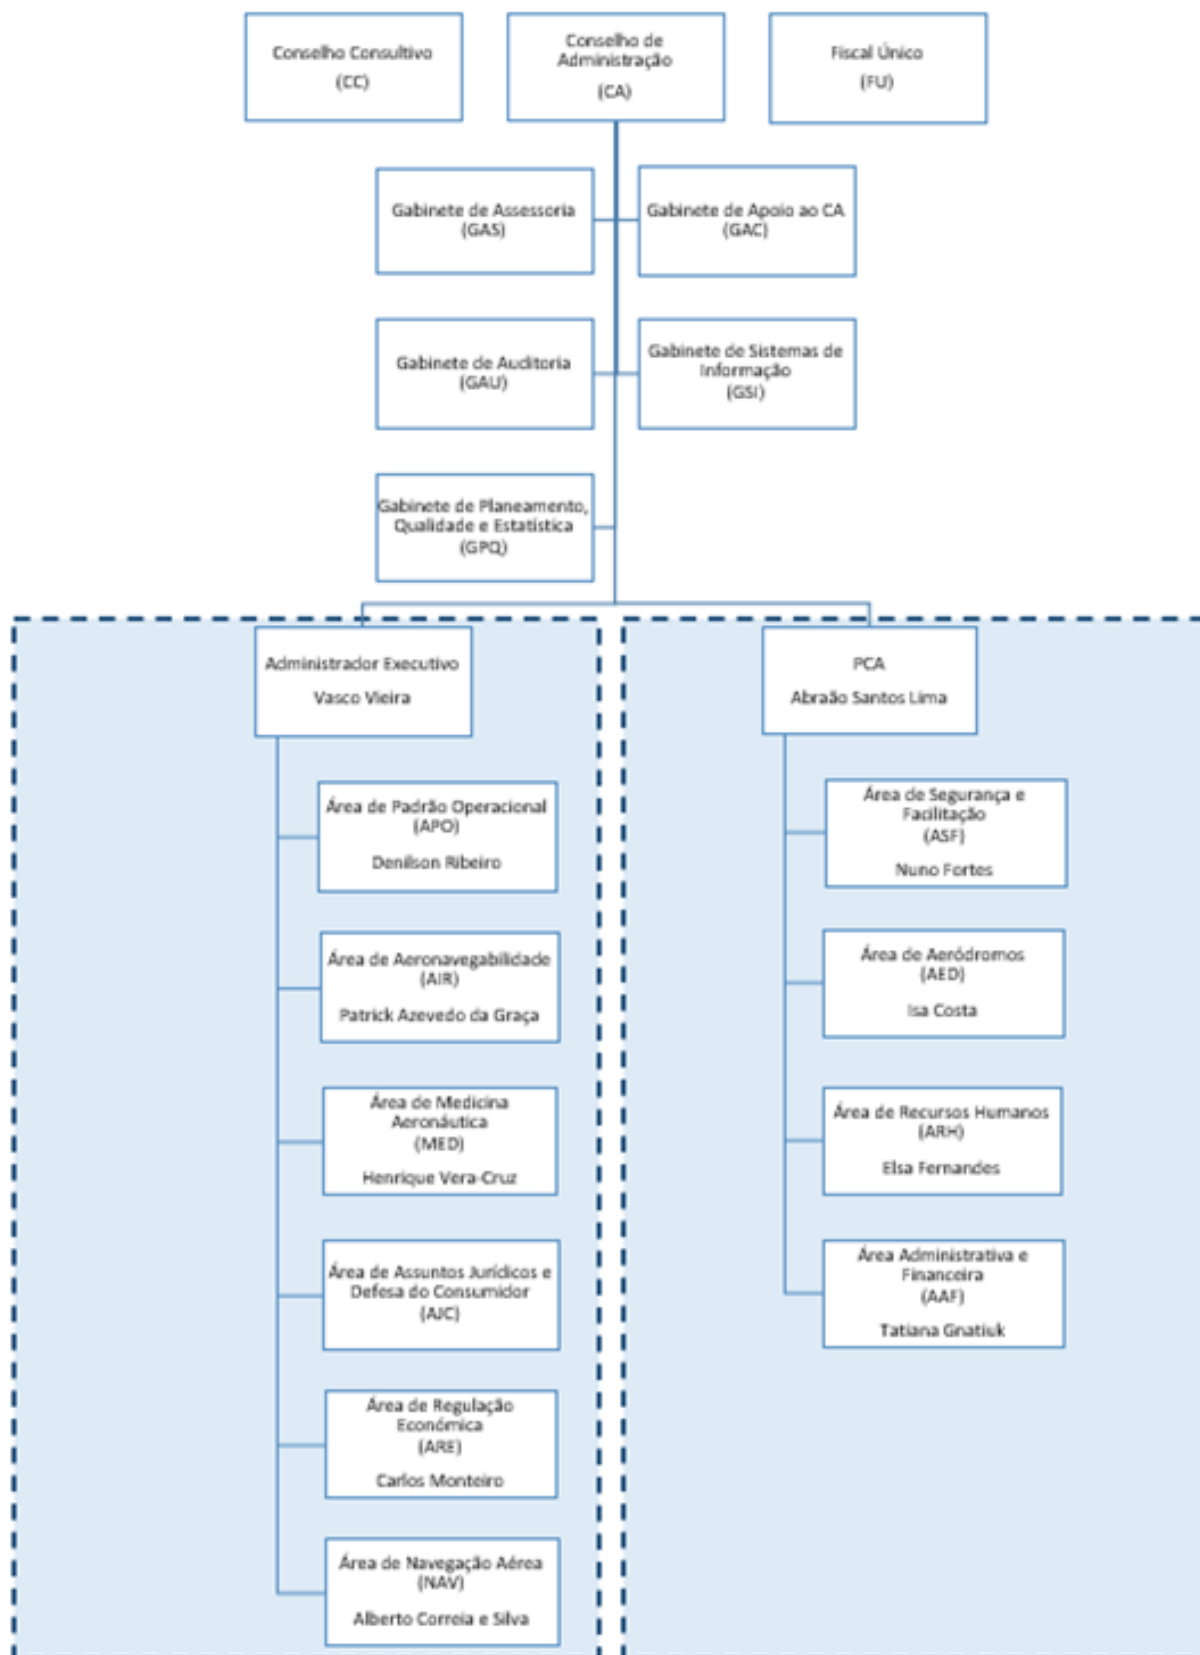 Conselho Consultivo
(CC)
Conselho de
Administração
(CA)
Fiscal Único
(FU)
Gabinete de Assessoria
(GAS)
Gabinete de Apoio ao CA
(GAC)
Gabinete de Auditoria
(GAU)
Gabinete de Sistemas de
Informação
(GSI)
Gabinete de Planeamento,
Qualidade e Estatística
(GPQ)
Administrador Executivo
Vasco Vieira
Área de Padrão Operacional
(APO)
Denilson Ribeiro
Área de Aeronavegabilidade
(AIR)
Patrick Azevedo da Graça
Área de Medicina
Aeronáutica
(MED)
Henrique Vera-Cruz
Área de Assuntos Jurídicos e
Defesa do Consumidor
(AJC)
Área de Regulação
Económica
(ARE)
Carlos Monteiro
Área de Navegação Aérea
(NAV)
Alberto Correia e Silva
PCA
Abraão Santos Lima
Área de Segurança e
Facilitação
(ASF)
Nuno Fortes
Área de Aeródromos
(AED)
Isa Costa
Área de Recursos Humanos
(ARH)
Elsa Fernandes
Área Administrativa e
Financeira
(AAF)
Tatiana Gnatiuk